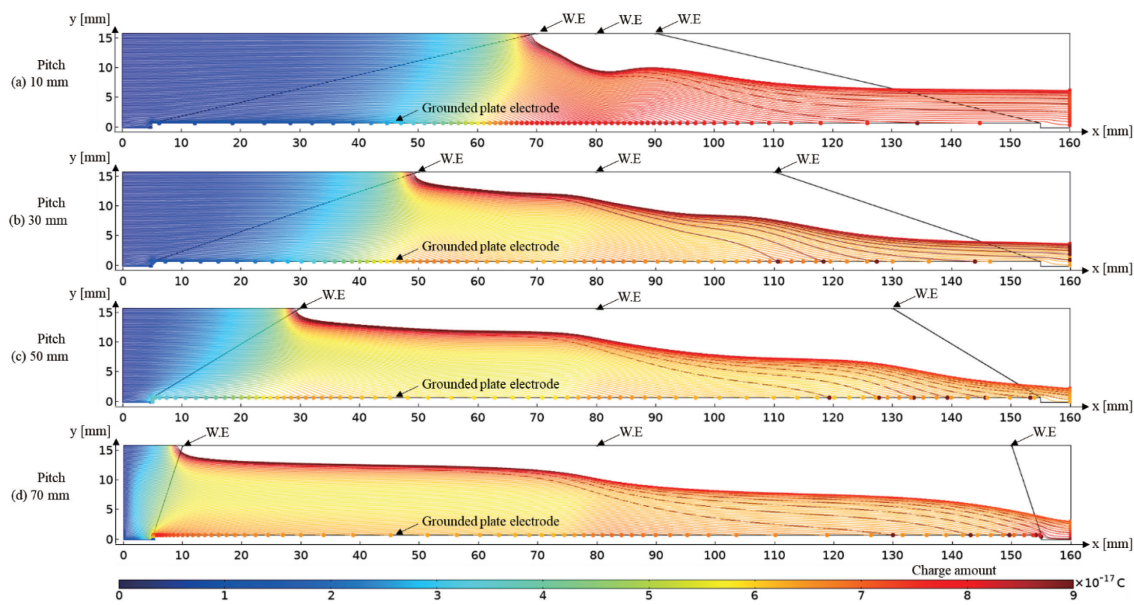 y [mm] W.E W.E W.E
15
Pitch 10
(a) 10 mm
5 Grounded plate electrode
0
0 10 20 30 40 50 60 70 80 90 100 110 120 130 140 150 160 x [mm]
y [mm] W.E W.E W.E
15
Pitch 10
(b) 30 mm
5 Grounded plate electrode
0
0 10 20 30 40 50 60 70 80 90 100 110 120 130 140 150 160 x [mm]
y [mm] W.E W.E W.E
15
Pitch 10
(c) 50 mm
5 Grounded plate electrode
0
0 10 20 30 40 50 60 70 80 90 100 110 120 130 140 150 160 x [mm]
y [mm] W.E W.E W.E
15
Pitch 10
(d) 70 mm
5 Grounded plate electrode
0
0 10 20 30 40 50 60 70 80 90 100 110 120 130 140 150 160 x [mm]
Charge amount
×10⁻¹⁷C
0 1 2 3 4 5 6 7 8 9